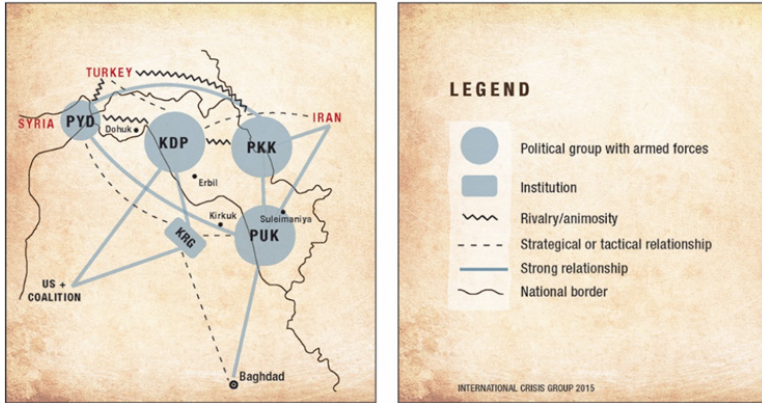 TURKEY
SYRIA
PYD
Dohuk
KDP
PKK
IRAN
Erbil
Kirkuk
Suleimaniya
KRG
PUK
US +
COALITION
Baghdad
LEGEND
Political group with armed forces
Institution
Rivalry/animosity
Strategical or tactical relationship
Strong relationship
National border
INTERNATIONAL CRISIS GROUP 2015